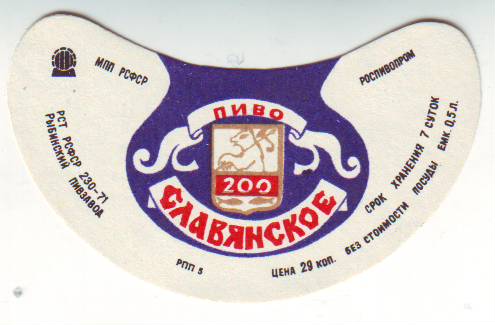 МПП РСФСР
РОСПИВОПРОМ
РСТ РСФСР 230-71
РЫБИНСКИЙ ПИВЗАВОД
ПИВО
200
СЛАВЯНСКОЕ
РПП 5
ЦЕНА 29 КОП. БЕЗ СТОИМОСТИ ПОСУДЫ ЕМК. 0,5 Л.
СРОК ХРАНЕНИЯ 7 СУТОК